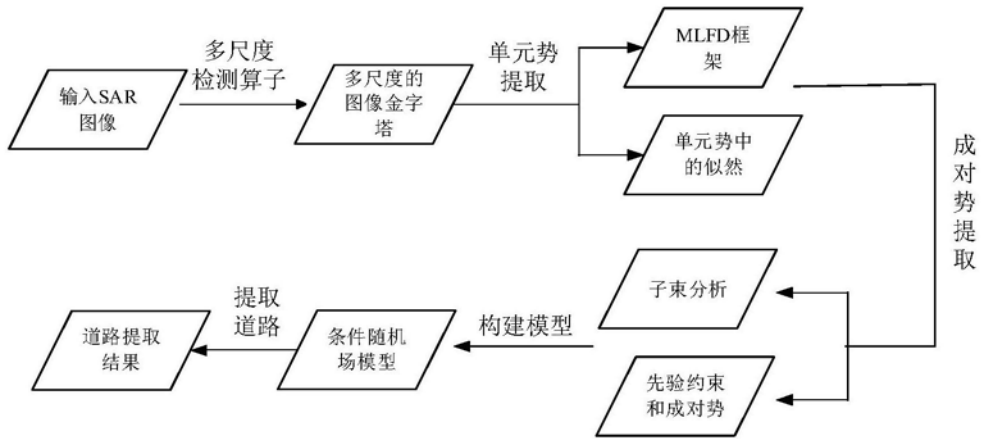 输入SAR
图像
多尺度
检测算子
多尺度的
图像金字
塔
单元势
提取
MLFD框
架
单元势中
的似然
成
对
势
提
取
子束分析
先验约束
和成对势
构建模型
条件随机
场模型
提取
道路
道路提取
结果